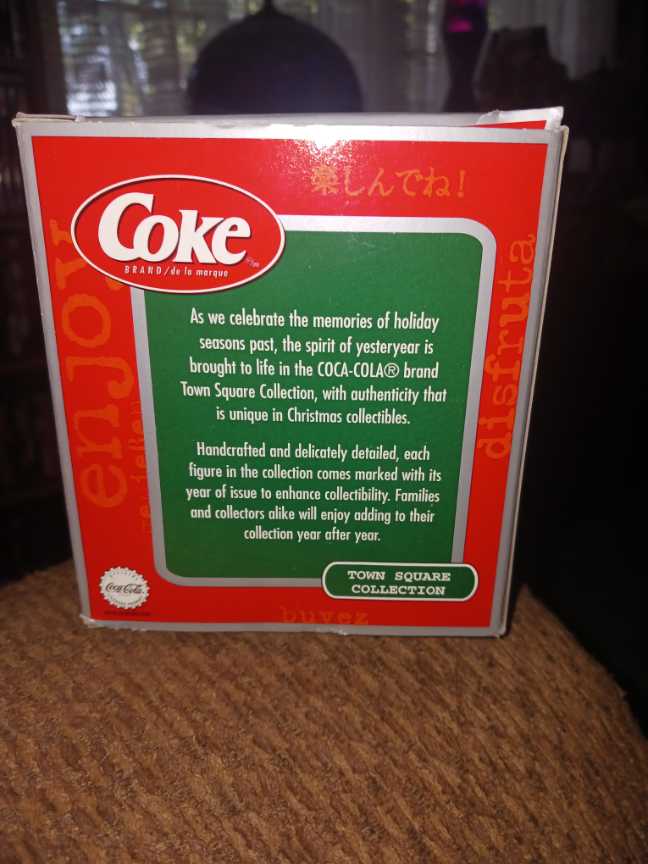 楽しんでね!
Coke
BRAND/de la marque
enjoy
disfruta
As we celebrate the memories of holiday
seasons past, the spirit of yesteryear is
brought to life in the COCA-COLA® brand
Town Square Collection, with authenticity that
is unique in Christmas collectibles.
Handcrafted and delicately detailed, each
figure in the collection comes marked with its
year of issue to enhance collectibility. Families
and collectors alike will enjoy adding to their
collection year after year.
TOWN SQUARE
COLLECTION
Coca-Cola
buvez